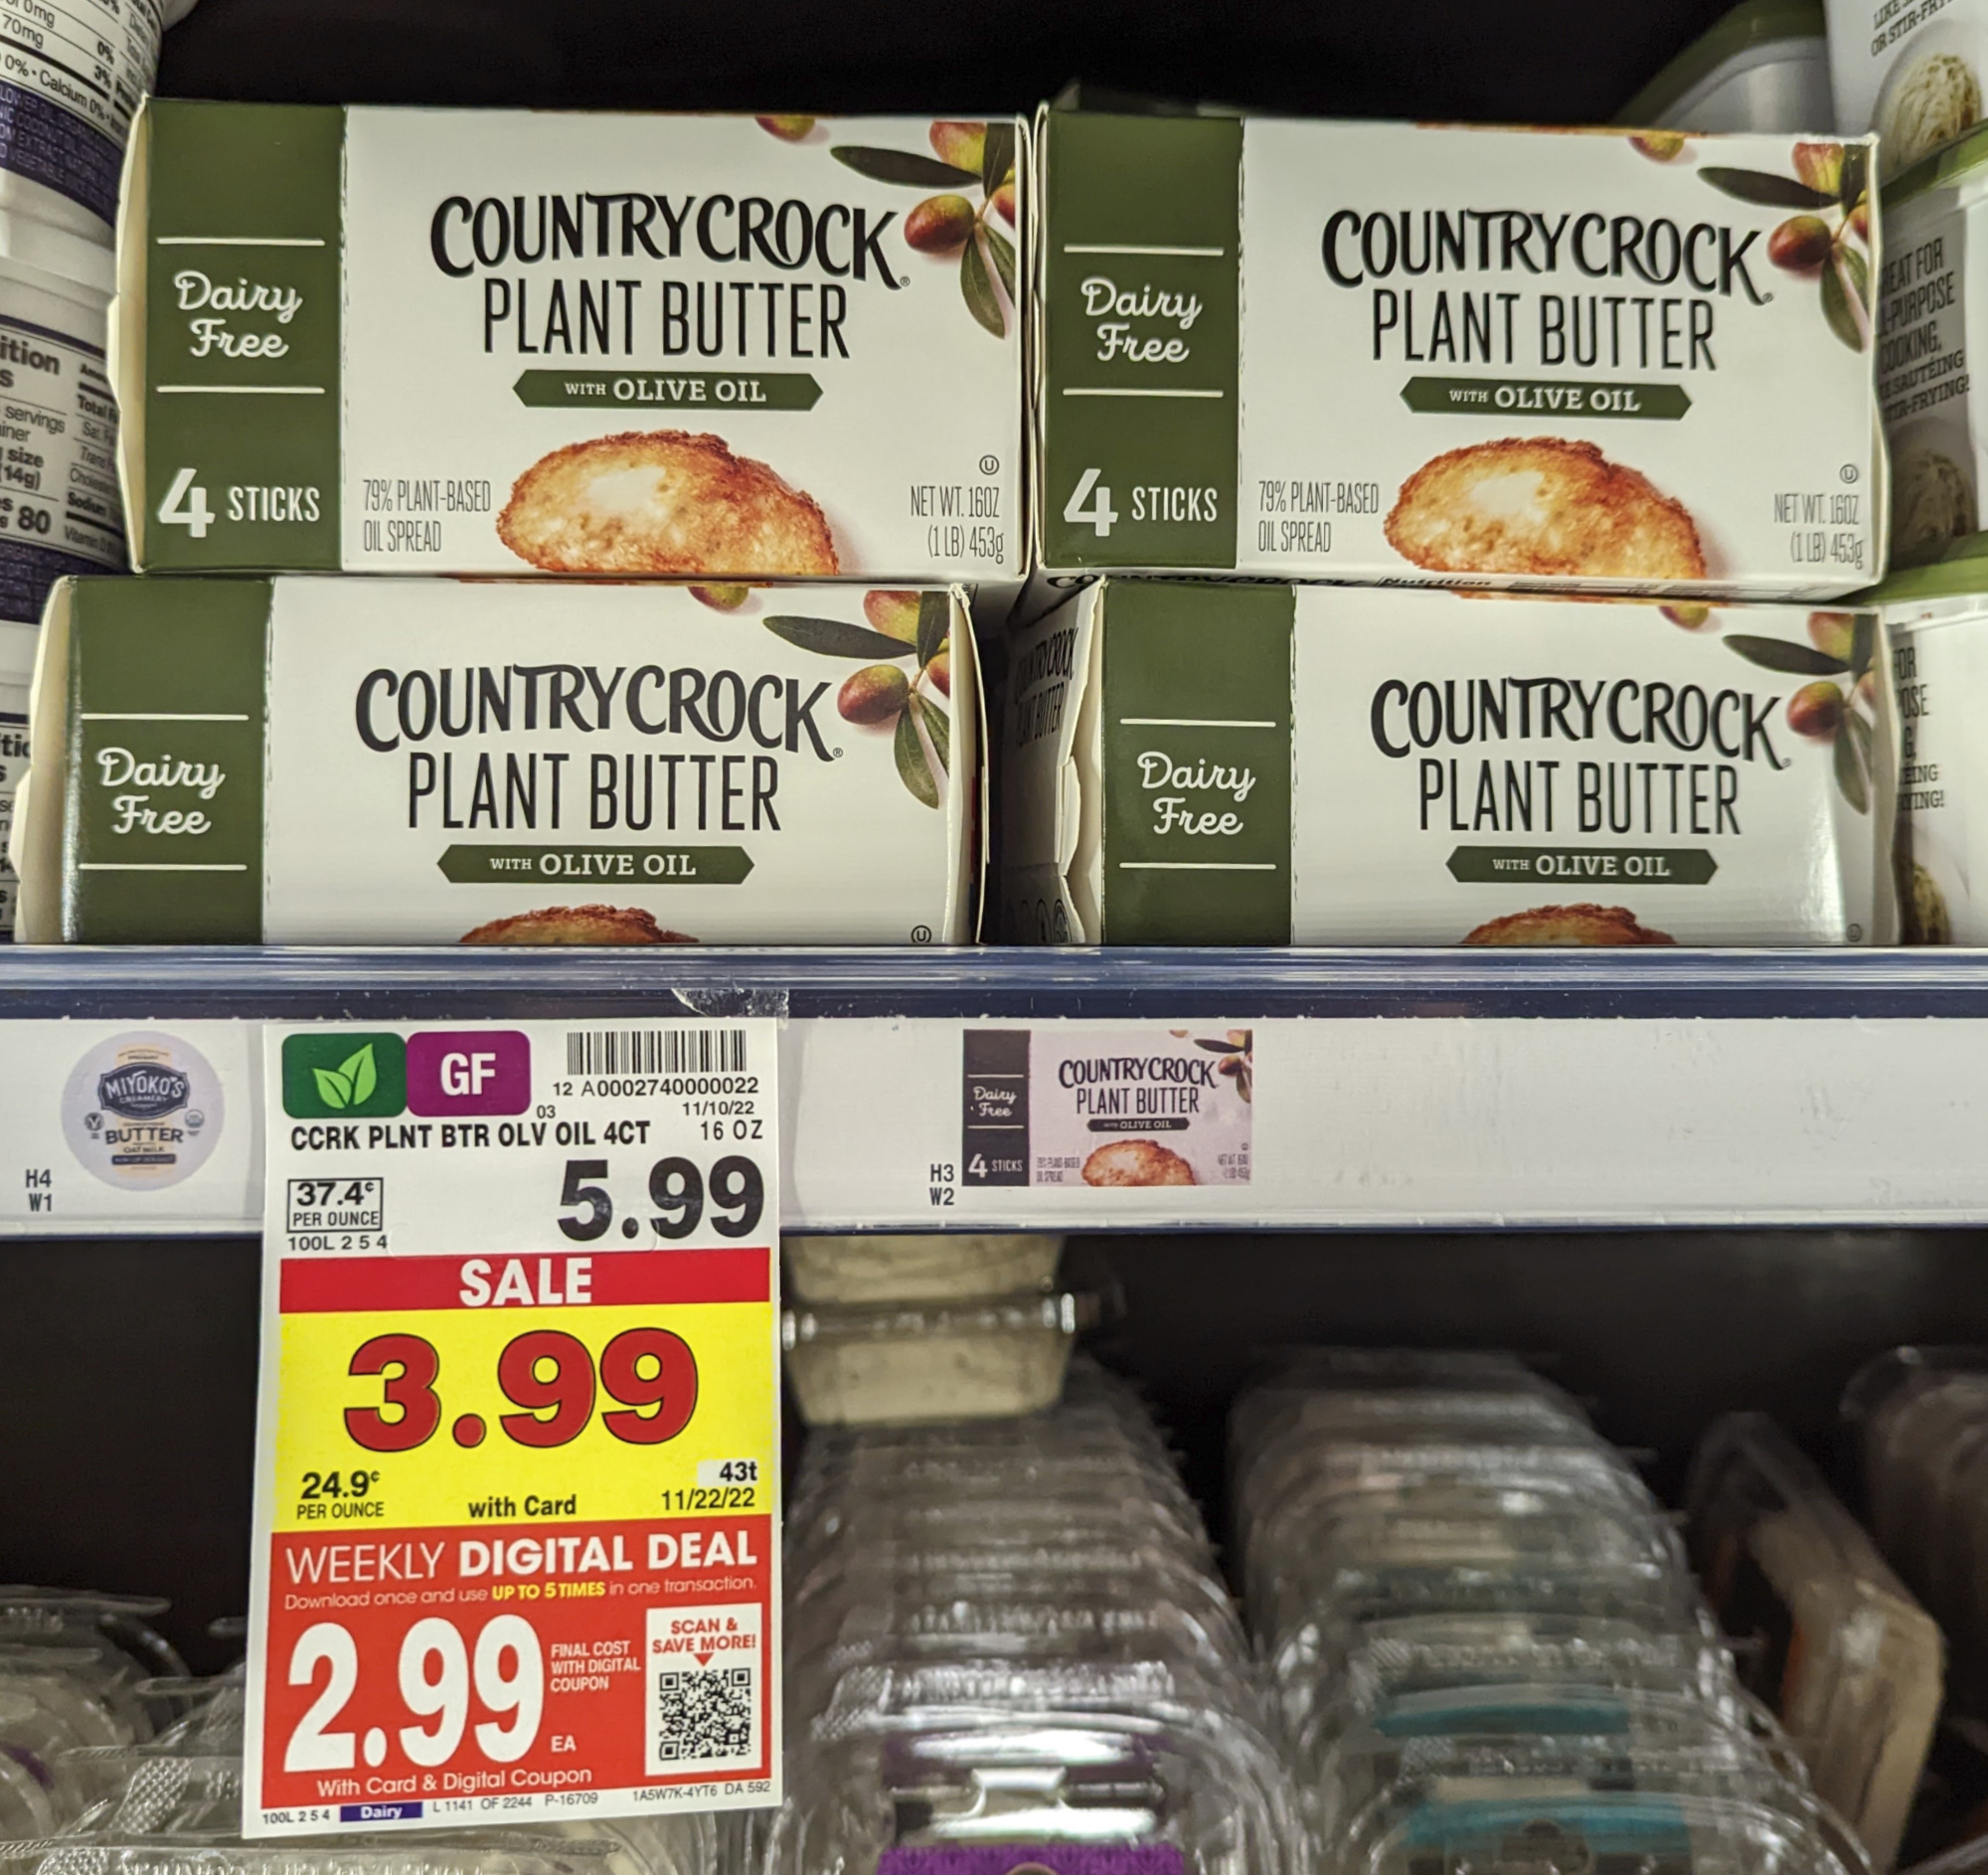 COUNTRY CROCK®
PLANT BUTTER
WITH OLIVE OIL
Dairy
Free
4 STICKS
79% PLANT-BASED
OIL SPREAD
NET WT. 16OZ
(1 LB) 453g
COUNTRY CROCK®
PLANT BUTTER
WITH OLIVE OIL
Dairy
Free
4 STICKS
79% PLANT-BASED
OIL SPREAD
NET WT. 16OZ
(1 LB) 453g
COUNTRY CROCK®
PLANT BUTTER
WITH OLIVE OIL
Dairy
Free
COUNTRY CROCK®
PLANT BUTTER
WITH OLIVE OIL
Dairy
Free
MIYOKO'S
CREAMERY
BUTTER
OAT MILK
H4
W1
GF
12 A0002740000022
03 11/10/22
CCRK PLNT BTR OLV OIL 4CT 16 OZ
37.4¢
PER OUNCE
5.99
100L 2 5 4
SALE
3.99
24.9¢
PER OUNCE
with Card
43t
11/22/22
WEEKLY DIGITAL DEAL
Download once and use UP TO 5 TIMES in one transaction.
2.99
FINAL COST
WITH DIGITAL
COUPON
EA
SCAN &
SAVE MORE!
With Card & Digital Coupon
100L 2 5 4 Dairy L 1141 OF 2244 P-16709 1A5W7K-4YT6 DA 592
H3
W2
Dairy
Free
4 STICKS
COUNTRY CROCK
PLANT BUTTER
WITH OLIVE OIL